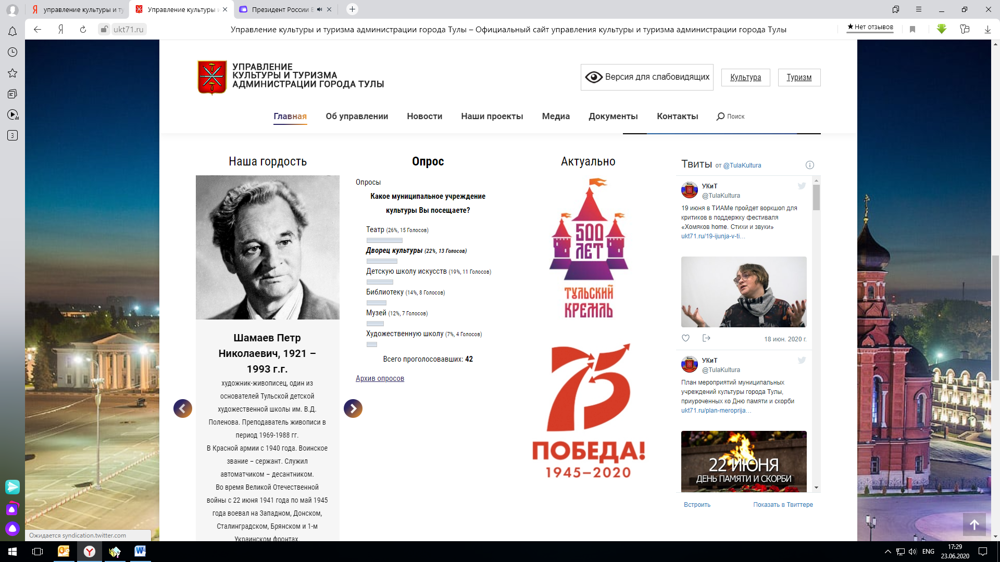 управление культуры и ту
Управление культуры и
Президент России В
ukt71.ru
Управление культуры и туризма администрации города Тулы – Официальный сайт управления культуры и туризма администрации города Тулы
★Нет отзывов
3
УПРАВЛЕНИЕ
КУЛЬТУРЫ И ТУРИЗМА
АДМИНИСТРАЦИИ ГОРОДА ТУЛЫ
Версия для слабовидящих
Культура
Туризм
Главная
Об управлении
Новости
Наши проекты
Медиа
Документы
Контакты
Поиск
Наша гордость
Шамаев Петр
Николаевич, 1921 –
1993 г.г.
художник-живописец, один из
основателей Тульской детской
художественной школы им. В.Д.
Поленова. Преподаватель живописи в
период 1969-1988 гг.
В Красной армии с 1940 года. Воинское
звание – сержант. Служил
автоматчиком – десантником.
Во время Великой Отечественной
войны с 22 июня 1941 года по май 1945
года воевал на Западном, Донском,
Сталинградском, Брянском и 1-м
Украинском фронтах.
Опрос
Опросы
Какое муниципальное учреждение
культуры Вы посещаете?
Театр (26%, 15 Голосов)
Дворец культуры (22%, 13 Голосов)
Детскую школу искусств (19%, 11 Голосов)
Библиотеку (14%, 8 Голосов)
Музей (12%, 7 Голосов)
Художественную школу (7%, 4 Голосов)
Всего проголосовавших: 42
Архив опросов
Актуально
500
ЛЕТ
ТУЛЬСКИЙ
КРЕМЛЬ
75
ПОБЕДА!
1945–2020
Твиты от @TulaKultura
УКиТ
@TulaKultura
19 июня в ТИАМе пройдет воркшоп для
критиков в поддержку фестиваля
«Хомяков home. Стихи и звуки»
ukt71.ru/19-ijunja-v-ti…
18 июн. 2020 г.
УКиТ
@TulaKultura
План мероприятий муниципальных
учреждений культуры города Тулы,
приуроченных ко Дню памяти и скорби
ukt71.ru/plan-meroprija…
22 ИЮНЯ
ДЕНЬ ПАМЯТИ И СКОРБИ
Встроить
Показать в Твиттере
Ожидается syndication.twitter.com
ENG
17:29
23.06.2020